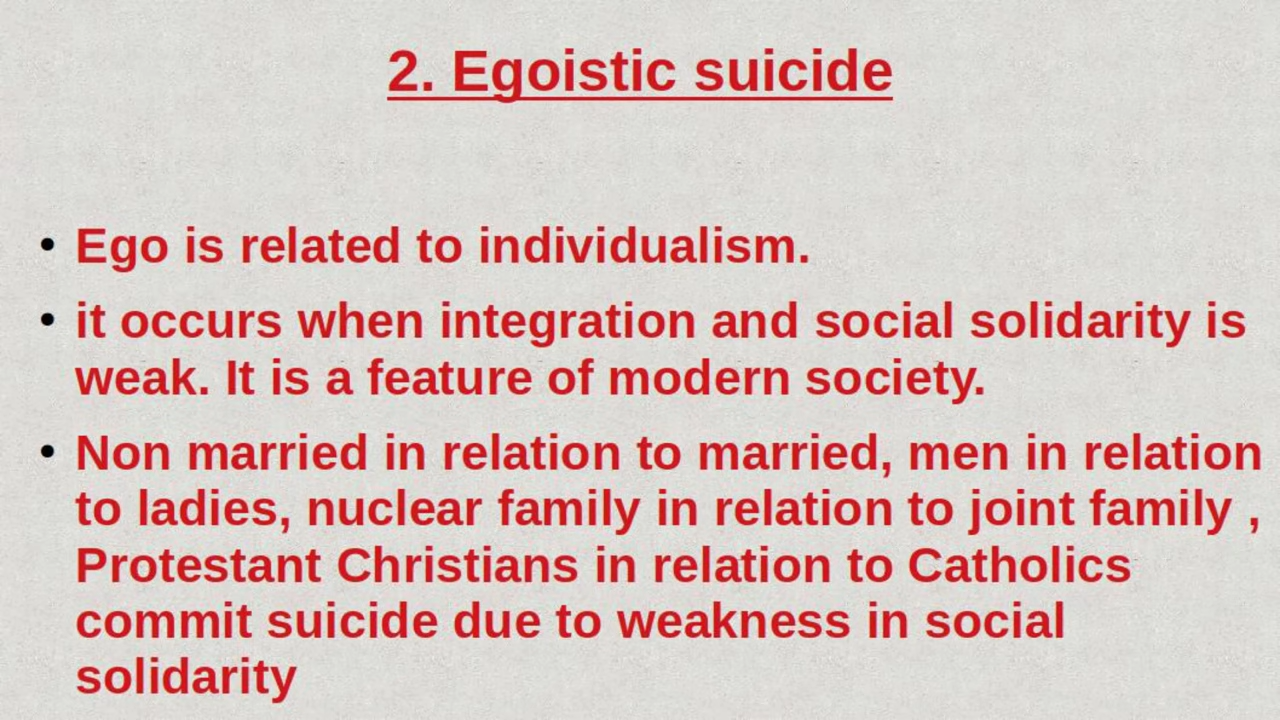 2. Egoistic suicide
• Ego is related to individualism.
• it occurs when integration and social solidarity is
weak. It is a feature of modern society.
• Non married in relation to married, men in relation
to ladies, nuclear family in relation to joint family ,
Protestant Christians in relation to Catholics
commit suicide due to weakness in social
solidarity